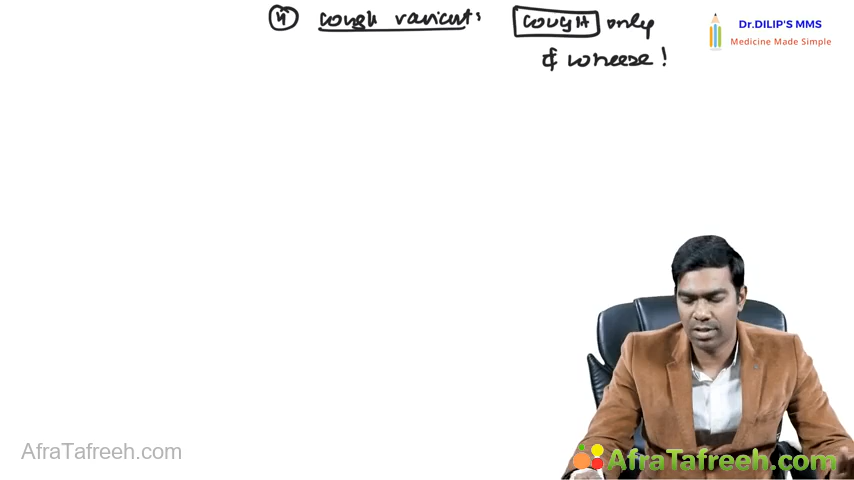 4 cough variant: COUGH only
Dr.DILIP'S MMS
Medicine Made Simple
wheeze!
AfraTafreeh.com
AfraTafreeh.com